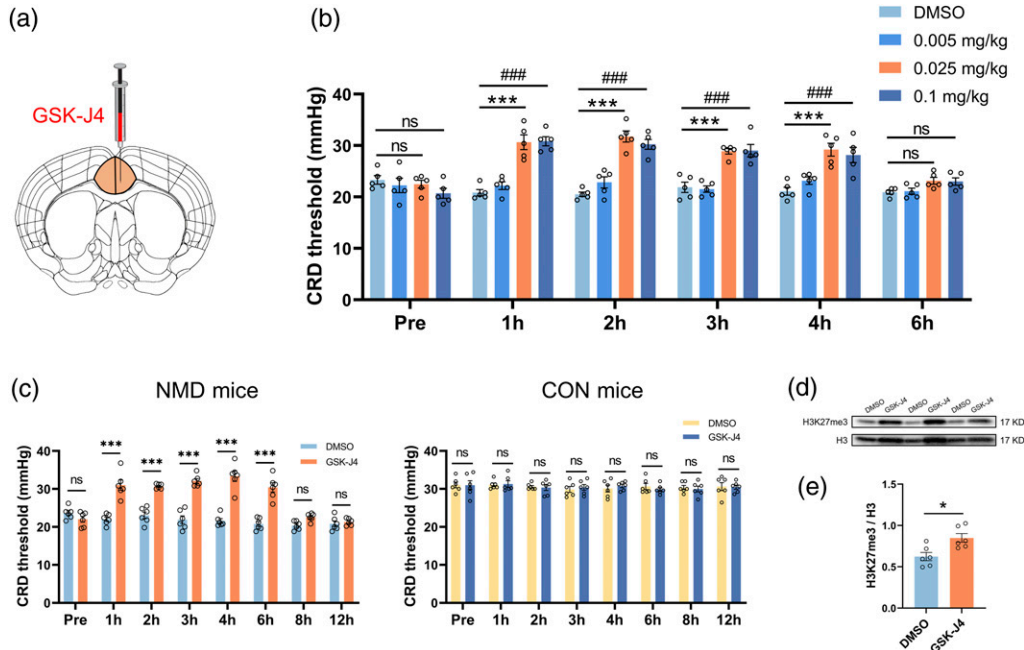 (a)
GSK-J4
(b)
DMSO
0.005 mg/kg
0.025 mg/kg
0.1 mg/kg
CRD threshold (mmHg)
40
30
20
10
0
ns
ns
###
***
###
***
###
***
###
***
ns
ns
Pre 1h 2h 3h 4h 6h
(c)
NMD mice
CRD threshold (mmHg)
40
30
20
10
0
DMSO
GSK-J4
ns *** *** *** *** *** ns ns
Pre 1h 2h 3h 4h 6h 8h 12h
CON mice
CRD threshold (mmHg)
40
30
20
10
0
DMSO
GSK-J4
ns ns ns ns ns ns ns ns
Pre 1h 2h 3h 4h 6h 8h 12h
(d)
DMSO GSK-J4 DMSO GSK-J4 DMSO GSK-J4
H3K27me3 17 KD
H3 17 KD
(e)
H3K27me3 / H3
1.5
1.0
0.5
0.0
*
DMSO
GSK-J4